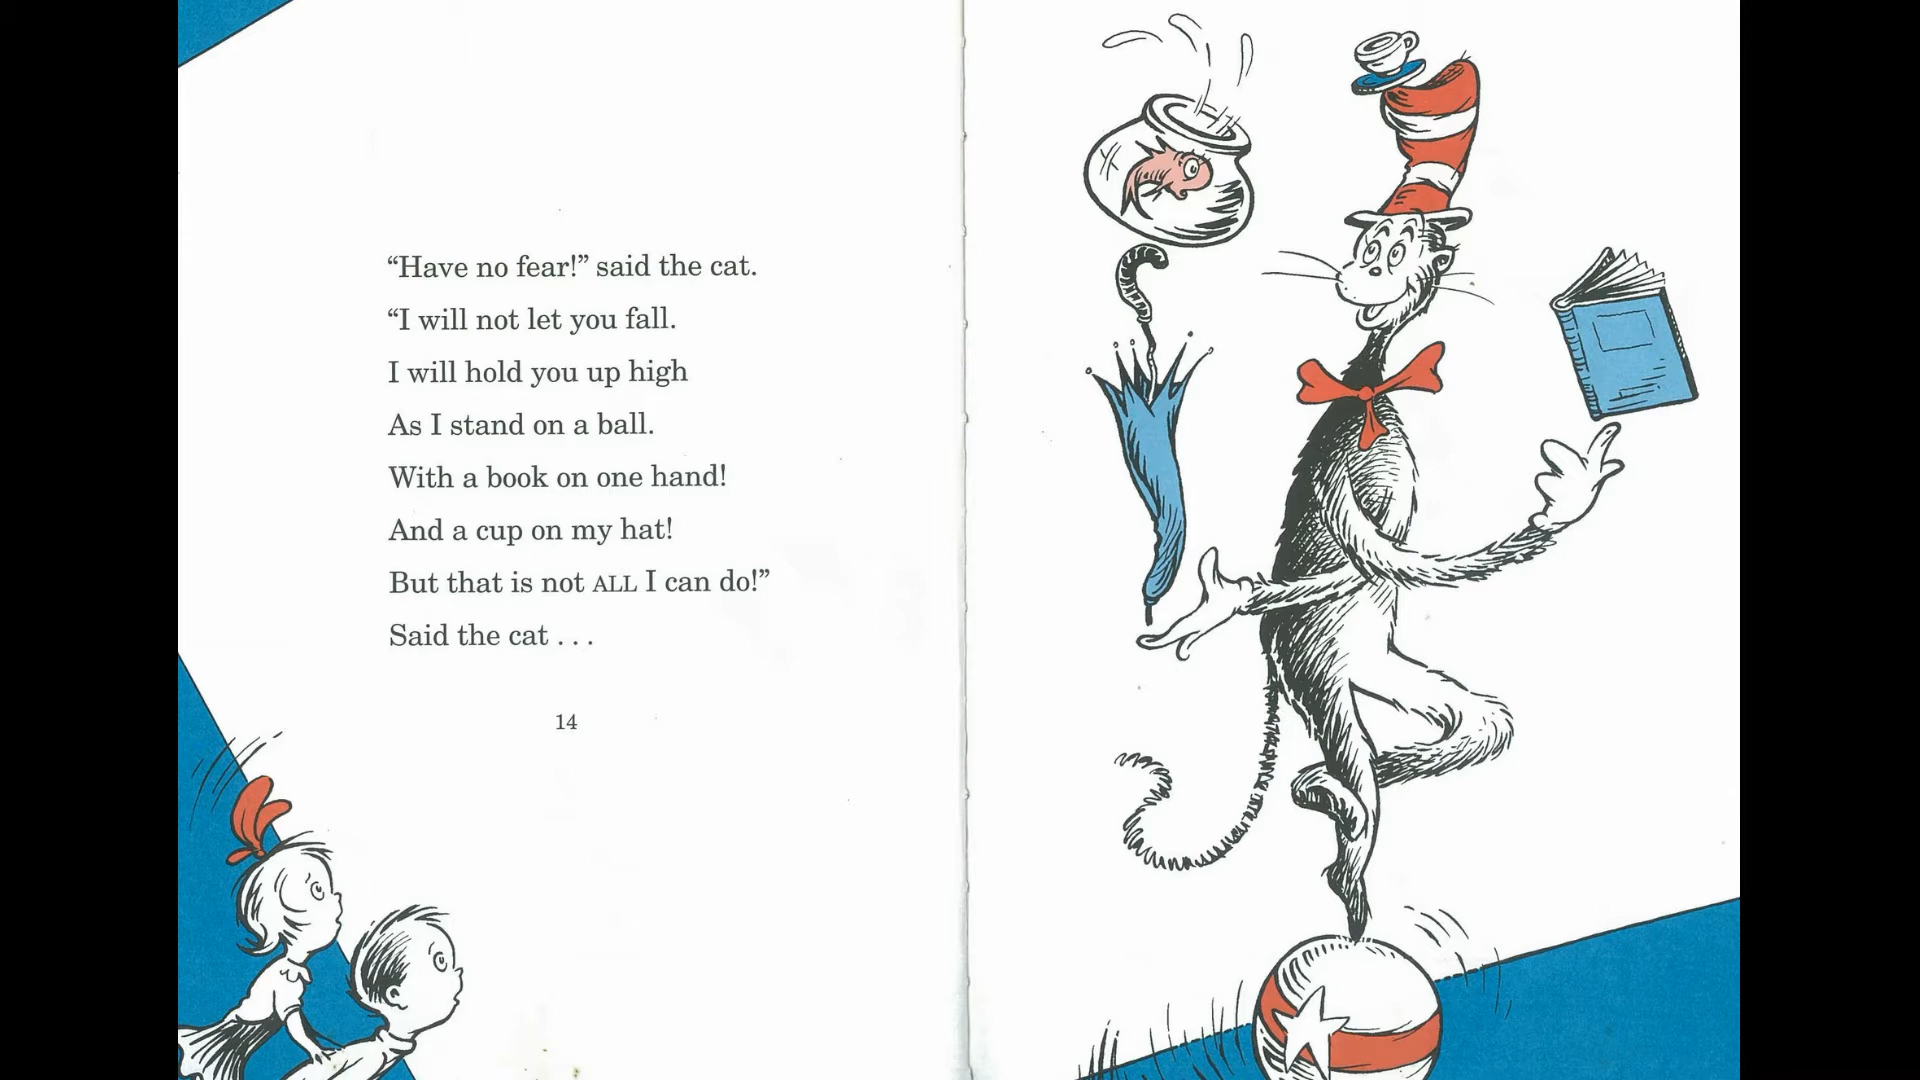 “Have no fear!” said the cat.
“I will not let you fall.
I will hold you up high
As I stand on a ball.
With a book on one hand!
And a cup on my hat!
But that is not ALL I can do!”
Said the cat . . .
14